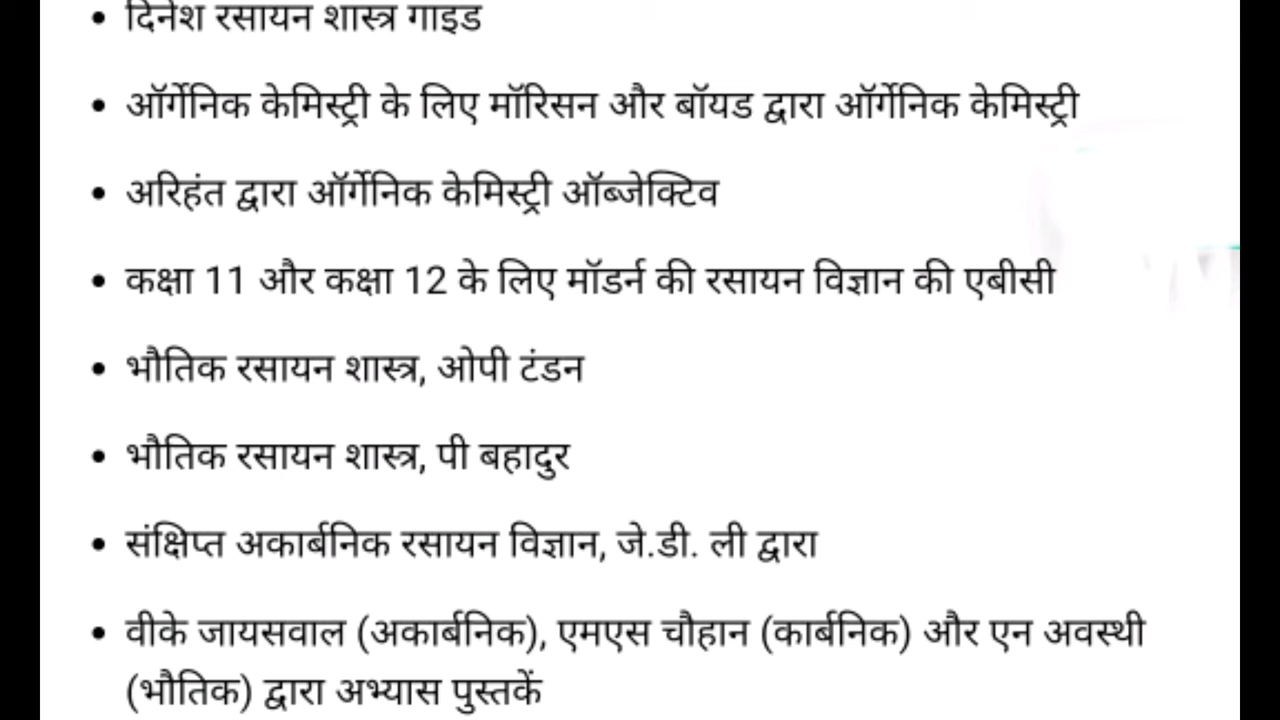 • दिनेश रसायन शास्त्र गाइड
• ऑर्गेनिक केमिस्ट्री के लिए मॉरिसन और बॉयड द्वारा ऑर्गेनिक केमिस्ट्री
• अरिहंत द्वारा ऑर्गेनिक केमिस्ट्री ऑब्जेक्टिव
• कक्षा 11 और कक्षा 12 के लिए मॉडर्न की रसायन विज्ञान की एबीसी
• भौतिक रसायन शास्त्र, ओपी टंडन
• भौतिक रसायन शास्त्र, पी बहादुर
• संक्षिप्त अकार्बनिक रसायन विज्ञान, जे.डी. ली द्वारा
• वीके जायसवाल (अकार्बनिक), एमएस चौहान (कार्बनिक) और एन अवस्थी
(भौतिक) द्वारा अभ्यास पुस्तकें